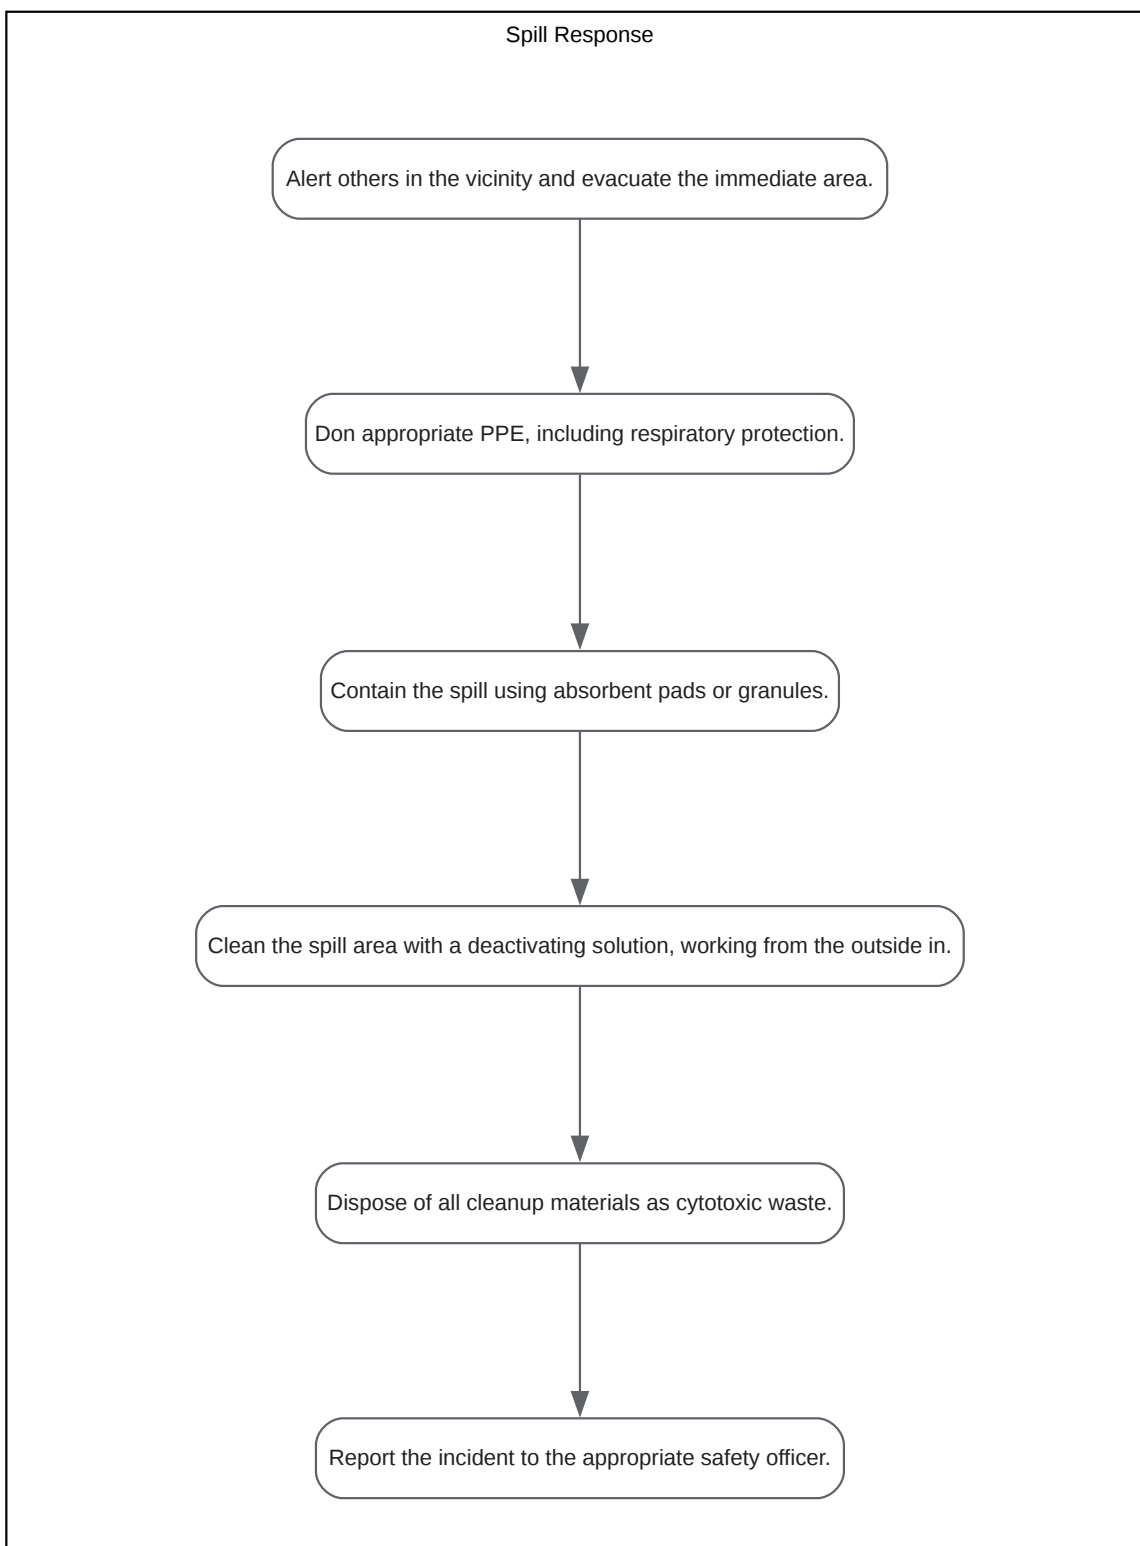 Spill Response
Alert others in the vicinity and evacuate the immediate area.
Don appropriate PPE, including respiratory protection.
Contain the spill using absorbent pads or granules.
Clean the spill area with a deactivating solution, working from the outside in.
Dispose of all cleanup materials as cytotoxic waste.
Report the incident to the appropriate safety officer.